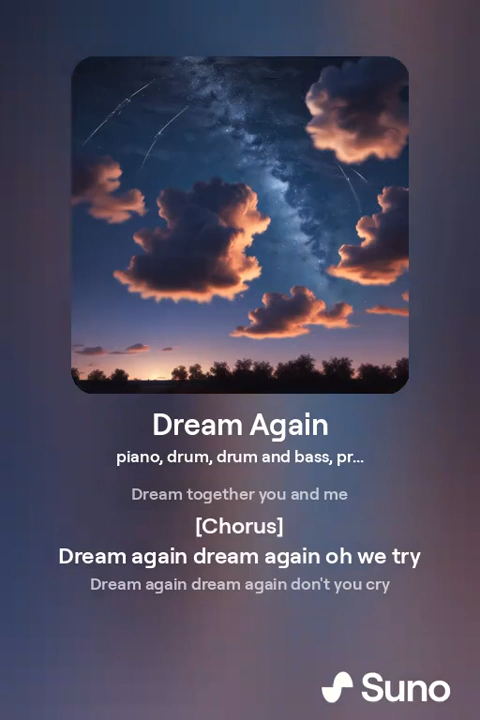 Dream Again
piano, drum, drum and bass, pr...
Dream together you and me
[Chorus]
Dream again dream again oh we try
Dream again dream again don't you cry
Suno